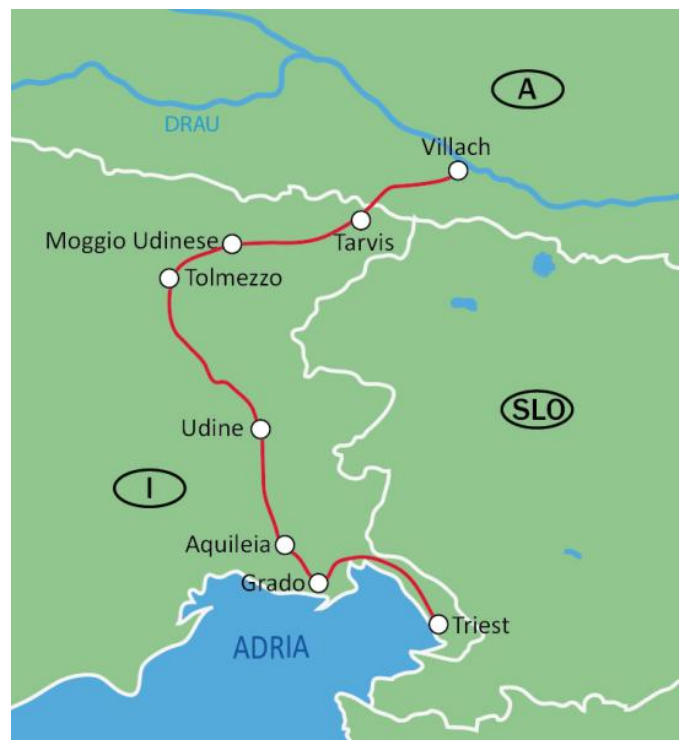 A
DRAU
Villach
Moggio Udinese
Tarvis
Tolmezzo
SLO
Udine
I
Aquileia
Grado
Triest
ADRIA